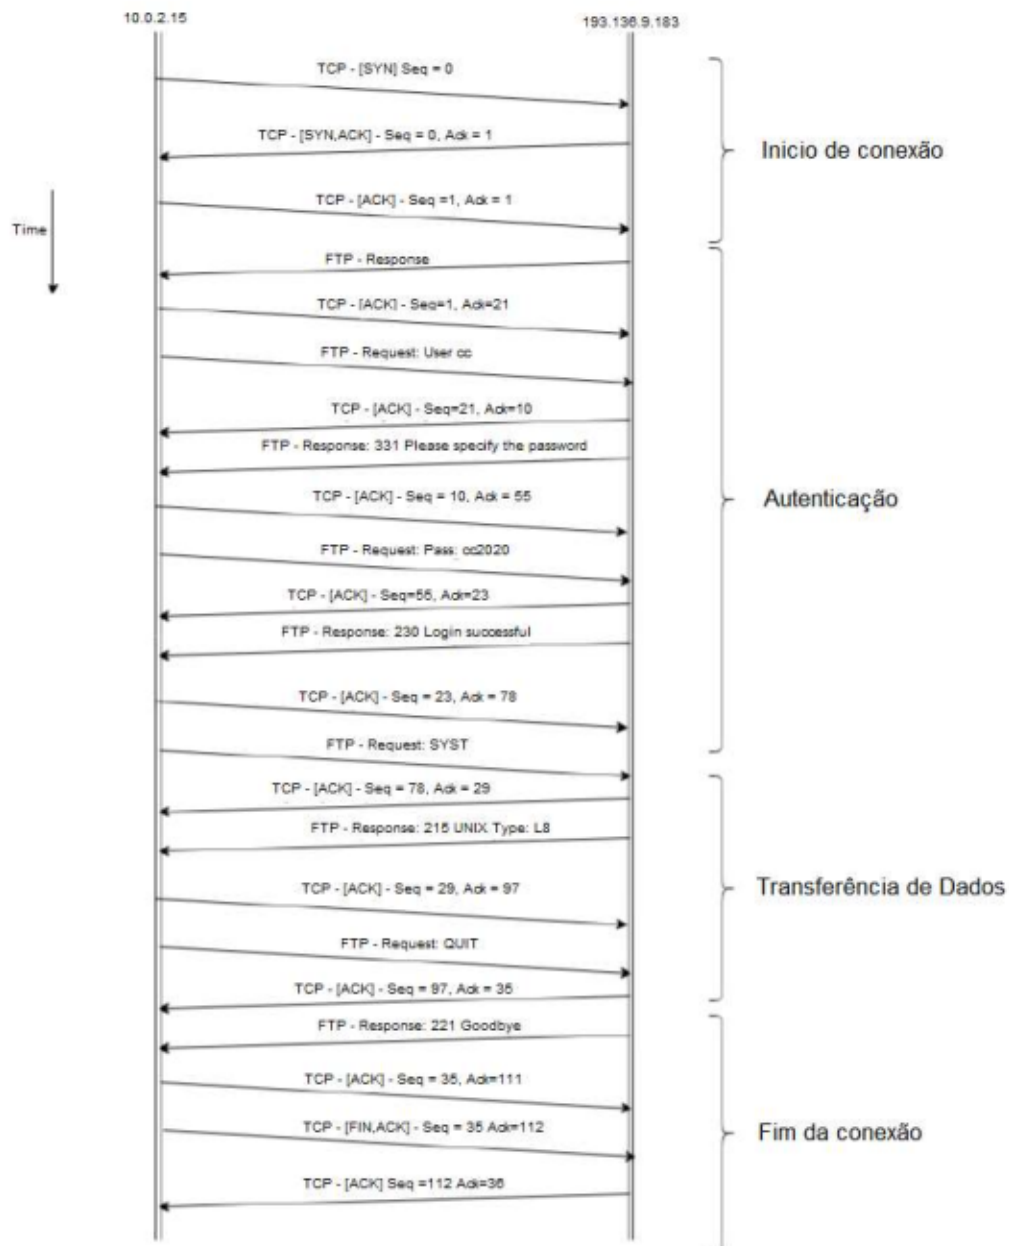 10.0.2.15
193.136.9.183
TCP - [SYN] Seq = 0
TCP - [SYN,ACK] - Seq = 0, Ack = 1
Inicio de conexão
TCP - [ACK] - Seq =1, Ack = 1
Time
FTP - Response
TCP - [ACK] - Seq=1, Ack=21
FTP - Request: User cc
TCP - [ACK] - Seq=21, Ack=10
FTP - Response: 331 Please specify the password
TCP - [ACK] - Seq = 10, Ack = 55
Autenticação
FTP - Request: Pass: cc2020
TCP - [ACK] - Seq=55, Ack=23
FTP - Response: 230 Login successful
TCP - [ACK] - Seq = 23, Ack = 78
FTP - Request: SYST
TCP - [ACK] - Seq = 78, Ack = 29
FTP - Response: 215 UNIX Type: L8
TCP - [ACK] - Seq = 29, Ack = 97
Transferência de Dados
FTP - Request: QUIT
TCP - [ACK] - Seq = 97, Ack = 35
FTP - Response: 221 Goodbye
TCP - [ACK] - Seq = 35, Ack=111
TCP - [FIN,ACK] - Seq = 35 Ack=112
Fim da conexão
TCP - [ACK] Seq =112 Ack=36